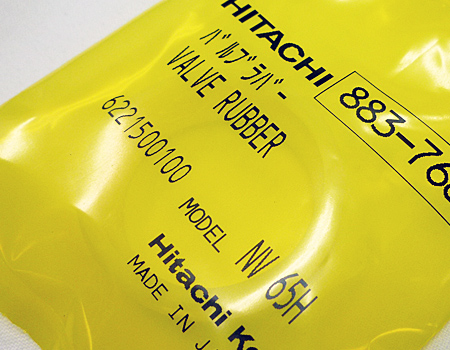 HITACHI
883-76
バルブラバー
VALVE RUBBER
6221500100
MODEL NV 65H
Hitachi
MADE IN